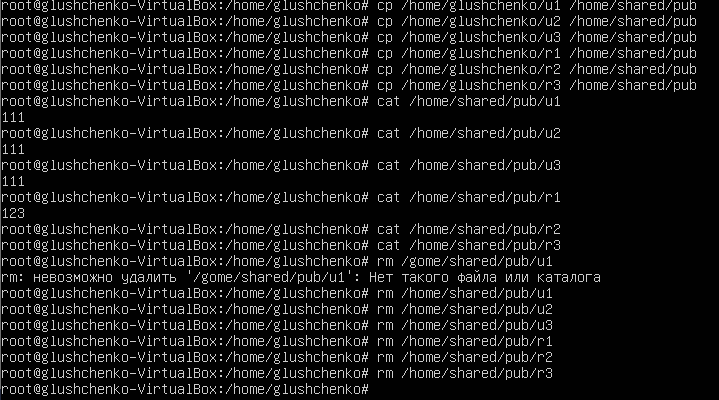 root@glushchenko-VirtualBox:/home/glushchenko# cp /home/glushchenko/u1 /home/shared/pub
root@glushchenko-VirtualBox:/home/glushchenko# cp /home/glushchenko/u2 /home/shared/pub
root@glushchenko-VirtualBox:/home/glushchenko# cp /home/glushchenko/u3 /home/shared/pub
root@glushchenko-VirtualBox:/home/glushchenko# cp /home/glushchenko/r1 /home/shared/pub
root@glushchenko-VirtualBox:/home/glushchenko# cp /home/glushchenko/r2 /home/shared/pub
root@glushchenko-VirtualBox:/home/glushchenko# cp /home/glushchenko/r3 /home/shared/pub
root@glushchenko-VirtualBox:/home/glushchenko# cat /home/shared/pub/u1
111
root@glushchenko-VirtualBox:/home/glushchenko# cat /home/shared/pub/u2
111
root@glushchenko-VirtualBox:/home/glushchenko# cat /home/shared/pub/u3
111
root@glushchenko-VirtualBox:/home/glushchenko# cat /home/shared/pub/r1
123
root@glushchenko-VirtualBox:/home/glushchenko# cat /home/shared/pub/r2
root@glushchenko-VirtualBox:/home/glushchenko# cat /home/shared/pub/r3
root@glushchenko-VirtualBox:/home/glushchenko# rm /gome/shared/pub/u1
rm: невозможно удалить '/gome/shared/pub/u1': Нет такого файла или каталога
root@glushchenko-VirtualBox:/home/glushchenko# rm /home/shared/pub/u1
root@glushchenko-VirtualBox:/home/glushchenko# rm /home/shared/pub/u2
root@glushchenko-VirtualBox:/home/glushchenko# rm /home/shared/pub/u3
root@glushchenko-VirtualBox:/home/glushchenko# rm /home/shared/pub/r1
root@glushchenko-VirtualBox:/home/glushchenko# rm /home/shared/pub/r2
root@glushchenko-VirtualBox:/home/glushchenko# rm /home/shared/pub/r3
root@glushchenko-VirtualBox:/home/glushchenko#